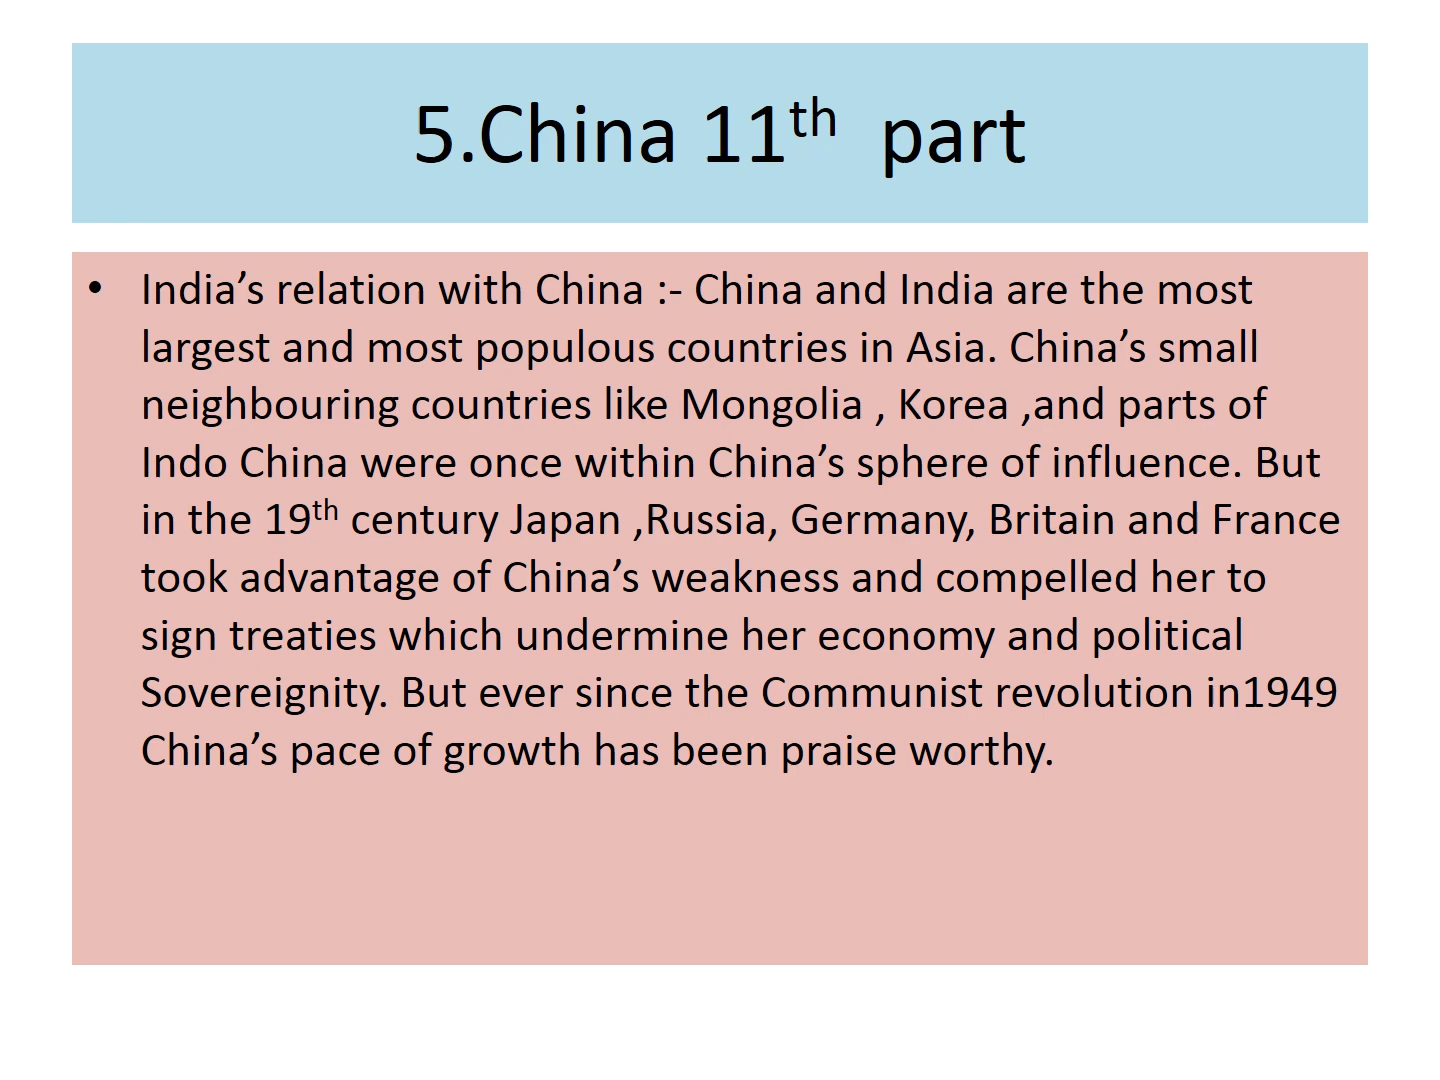 5.China 11th  part
• India’s relation with China :- China and India are the most
largest and most populous countries in Asia. China’s small
neighbouring countries like Mongolia , Korea ,and parts of
Indo China were once within China’s sphere of influence. But
in the 19th century Japan ,Russia, Germany, Britain and France
took advantage of China’s weakness and compelled her to
sign treaties which undermine her economy and political
Sovereignity. But ever since the Communist revolution in1949
China’s pace of growth has been praise worthy.